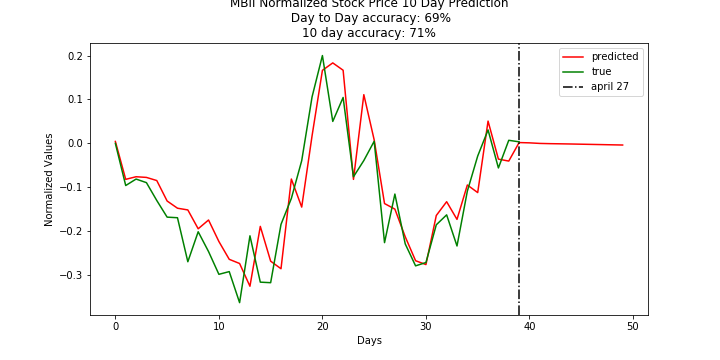 MBII Normalized Stock Price 10 Day Prediction
Day to Day accuracy: 69%
10 day accuracy: 71%
predicted
true
april 27
Normalized Values
0.2
0.1
0.0
−0.1
−0.2
−0.3
0 10 20 30 40 50
Days